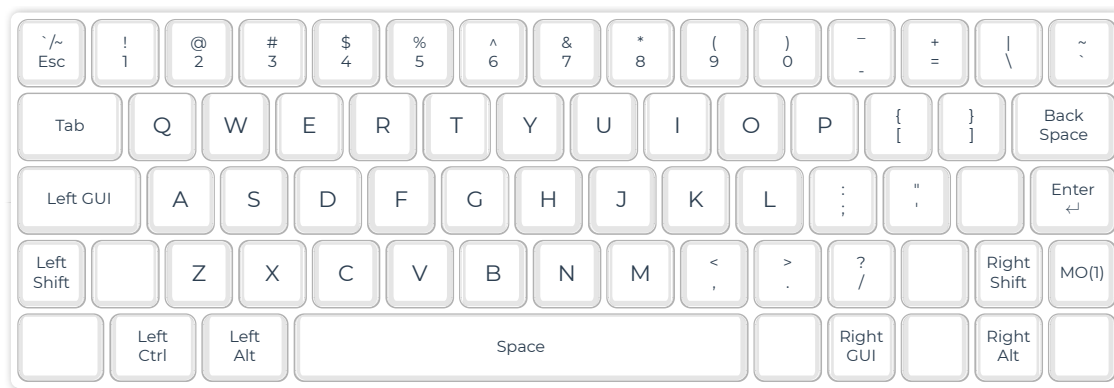 `/~ ! @ # $ % ^ & * ( ) _ + | ~
Esc 1 2 3 4 5 6 7 8 9 0 - = \ `
Tab Q W E R T Y U I O P { [ } ] Back Space
Left GUI A S D F G H J K L : ; " ' Enter ↵
Left Shift Z X C V B N M < , > . ? / Right Shift MO(1)
Left Ctrl Left Alt Space Right GUI Right Alt